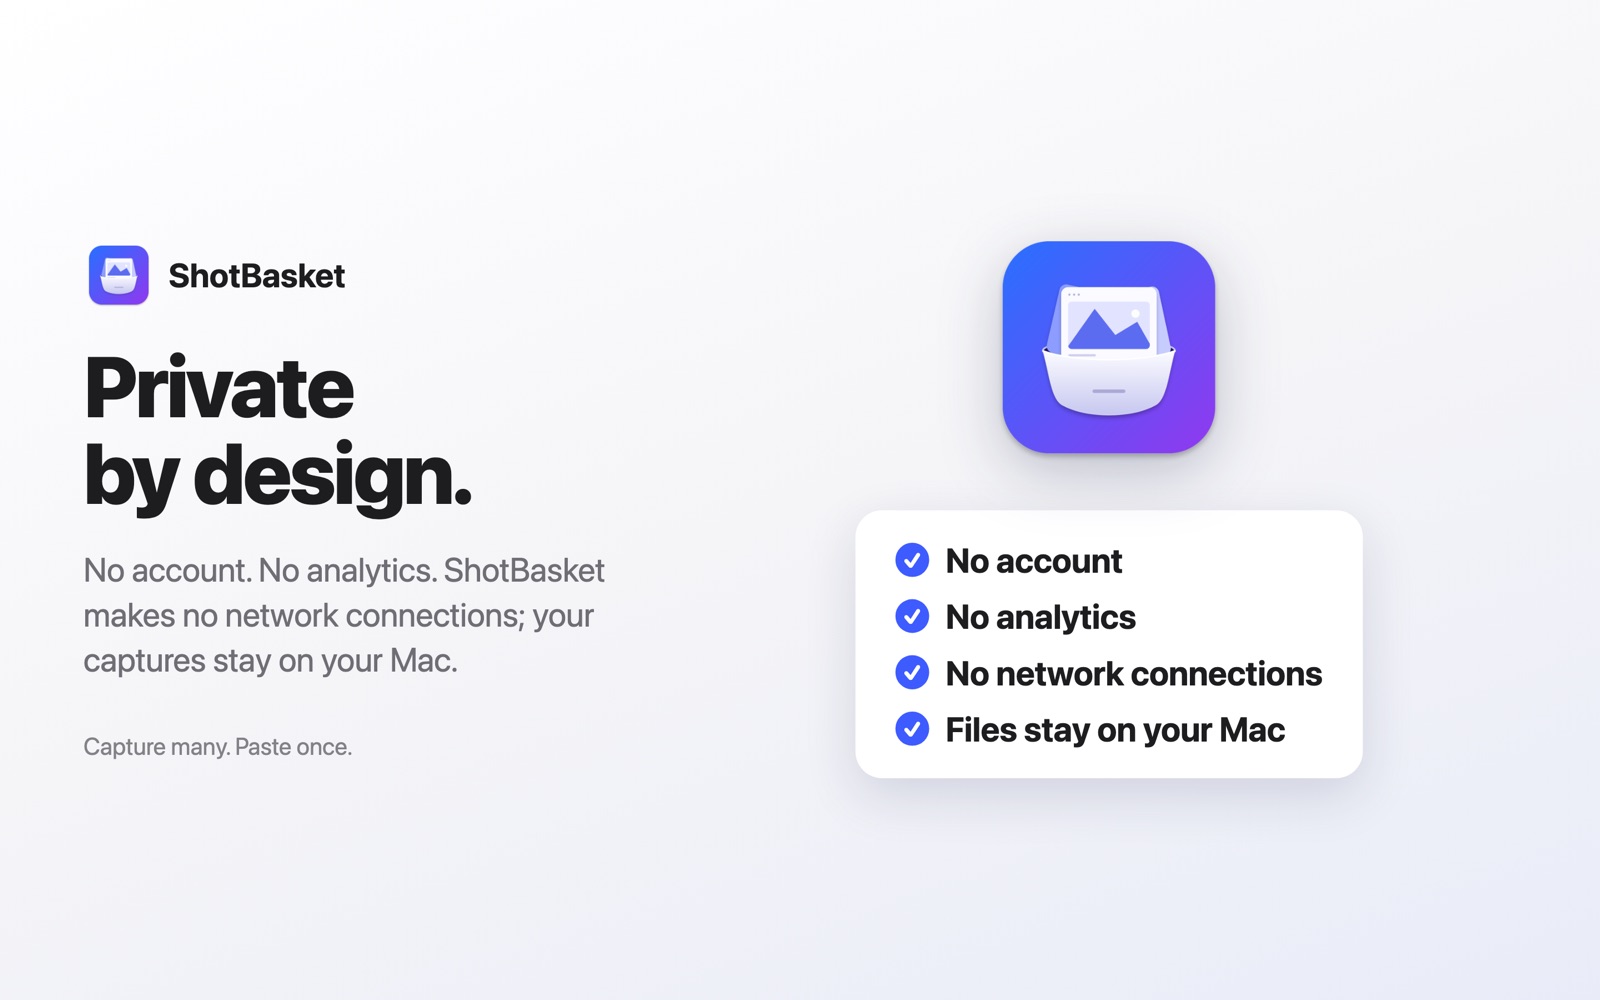 ShotBasket
Private
by design.
No account. No analytics. ShotBasket
makes no network connections; your
captures stay on your Mac.
Capture many. Paste once.
No account
No analytics
No network connections
Files stay on your Mac